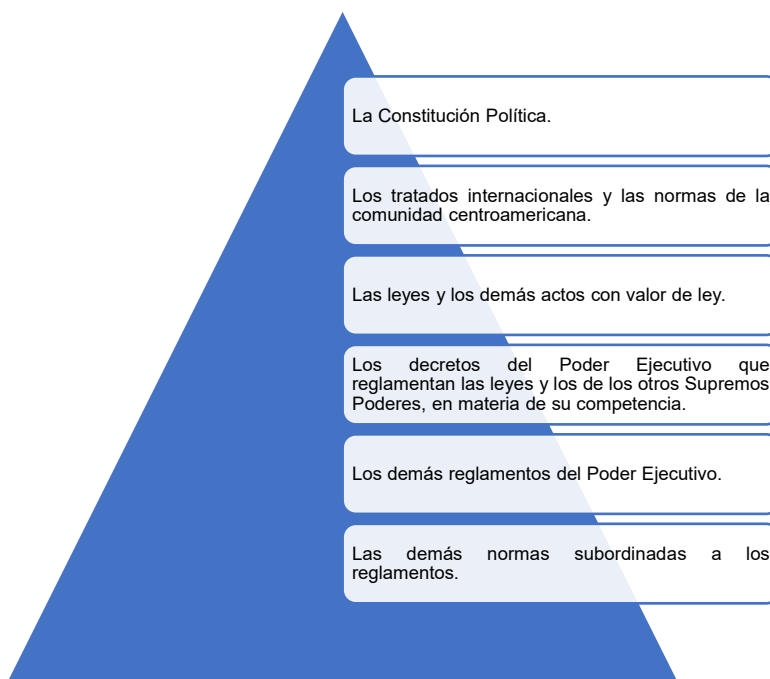 La Constitución Política.
Los tratados internacionales y las normas de la
comunidad centroamericana.
Las leyes y los demás actos con valor de ley.
Los decretos del Poder Ejecutivo que
reglamentan las leyes y los de los otros Supremos
Poderes, en materia de su competencia.
Los demás reglamentos del Poder Ejecutivo.
Las demás normas subordinadas a los
reglamentos.